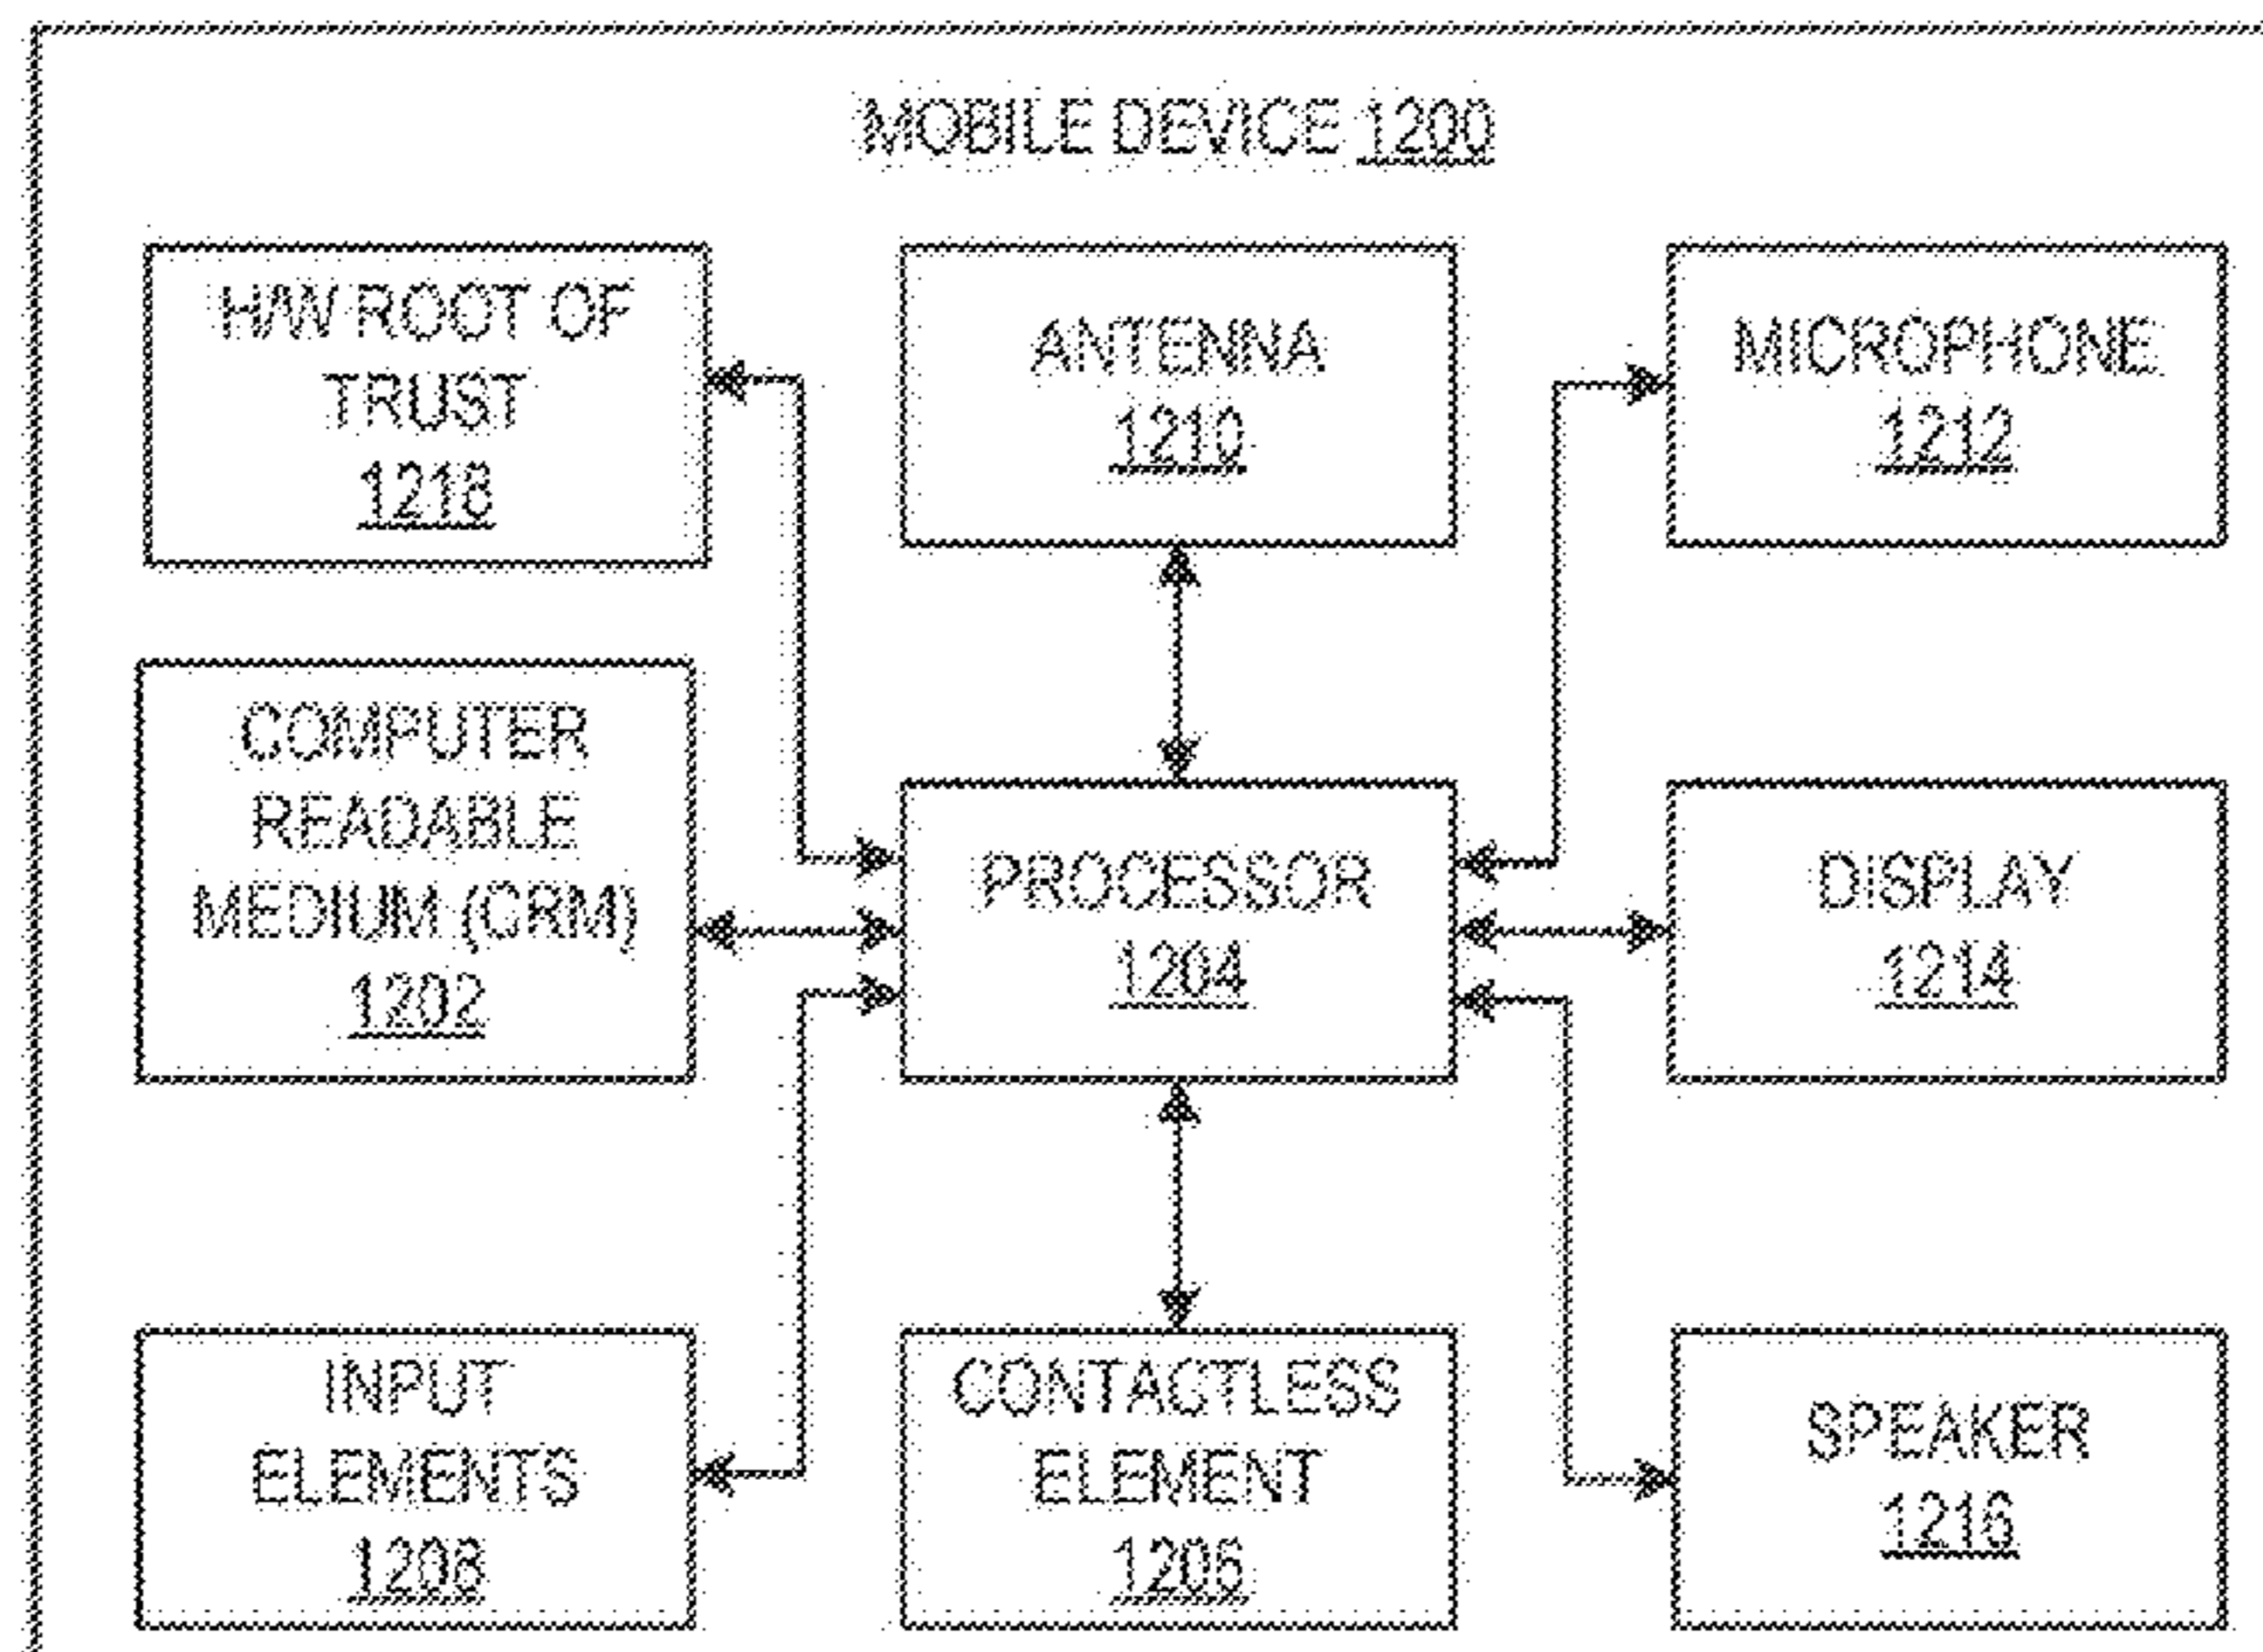 MOBILE DEVICE 1200
H/W ROOT OF
TRUST
1218
ANTENNA
1210
MICROPHONE
1212
COMPUTER
READABLE
MEDIUM (CRM)
1202
PROCESSOR
1204
DISPLAY
1214
INPUT
ELEMENTS
1208
CONTACTLESS
ELEMENT
1206
SPEAKER
1216